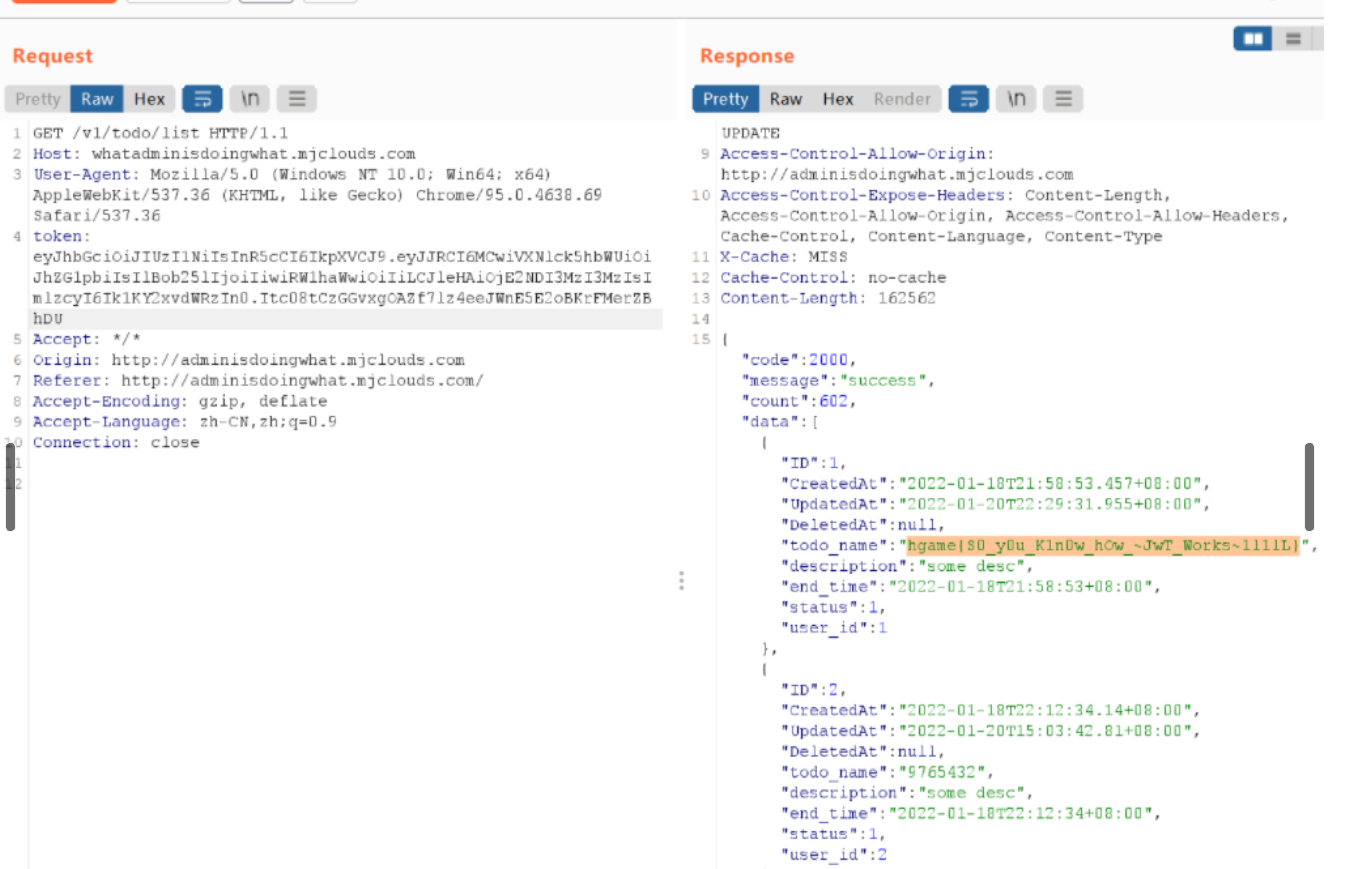 Request
Pretty Raw Hex \n
1 GET /v1/todo/list HTTP/1.1
2 Host: whatadminisdoingwhat.mjclouds.com
3 User-Agent: Mozilla/5.0 (Windows NT 10.0; Win64; x64)
AppleWebKit/537.36 (KHTML, like Gecko) Chrome/95.0.4638.69
Safari/537.36
4 token:
eyJhbGciOiJIUzI1NiIsInR5cCI6IkpXVCJ9.eyJJRCI6MCwiVXNlck5hbWUiOi
JhZG1pbiIsIlBob25lIjoiIiwiRW1haWwiOiIiLCJleHAiOjE2NDI3MzI3MzIsI
mlzcyI6Ik1KY2xvdWRzIn0.Itc08tCzGGvxgOAZf7lz4eeJWnE5E2oBKrFMerZB
hDU
5 Accept: */*
6 Origin: http://adminisdoingwhat.mjclouds.com
7 Referer: http://adminisdoingwhat.mjclouds.com/
8 Accept-Encoding: gzip, deflate
9 Accept-Language: zh-CN,zh;q=0.9
10 Connection: close
11
12
Response
Pretty Raw Hex Render \n
UPDATE
9 Access-Control-Allow-Origin:
http://adminisdoingwhat.mjclouds.com
10 Access-Control-Expose-Headers: Content-Length,
Access-Control-Allow-Origin, Access-Control-Allow-Headers,
Cache-Control, Content-Language, Content-Type
11 X-Cache: MISS
12 Cache-Control: no-cache
13 Content-Length: 162562
14
15 {
"code":2000,
"message":"success",
"count":602,
"data":[
{
"ID":1,
"CreatedAt":"2022-01-18T21:58:53.457+08:00",
"UpdatedAt":"2022-01-20T22:29:31.955+08:00",
"DeletedAt":null,
"todo_name":"hgame{S0_y0u_K1n0w_h0w_~JwT_Works~1111L}",
"description":"some desc",
"end_time":"2022-01-18T21:58:53+08:00",
"status":1,
"user_id":1
},
{
"ID":2,
"CreatedAt":"2022-01-18T22:12:34.14+08:00",
"UpdatedAt":"2022-01-20T15:03:42.81+08:00",
"DeletedAt":null,
"todo_name":"9765432",
"description":"some desc",
"end_time":"2022-01-18T22:12:34+08:00",
"status":1,
"user_id":2